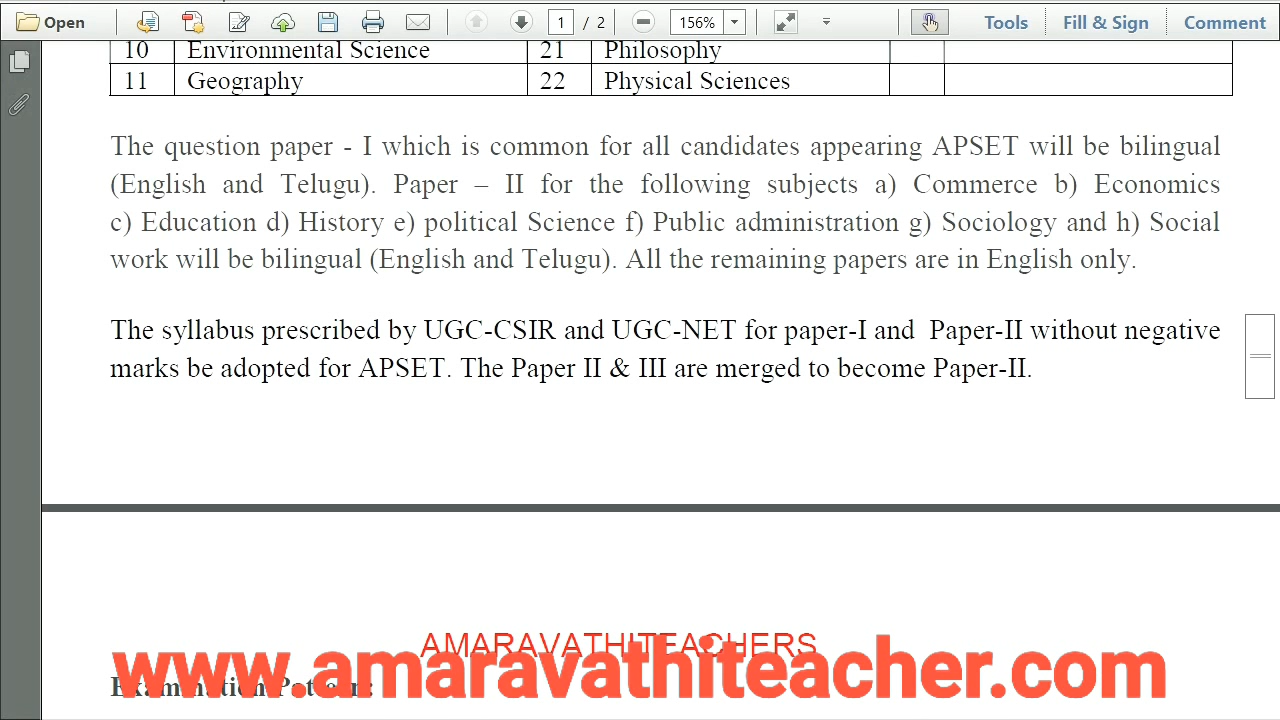 Open 1 / 2 156% Tools Fill & Sign Comment
10 Environmental Science 21 Philosophy
11 Geography 22 Physical Sciences
The question paper - I which is common for all candidates appearing APSET will be bilingual
(English and Telugu). Paper – II for the following subjects a) Commerce b) Economics
c) Education d) History e) political Science f) Public administration g) Sociology and h) Social
work will be bilingual (English and Telugu). All the remaining papers are in English only.
The syllabus prescribed by UGC-CSIR and UGC-NET for paper-I and Paper-II without negative
marks be adopted for APSET. The Paper II & III are merged to become Paper-II.
AMARAVATHITEACHERS
www.amaravathiteacher.com
Examination Pattern: